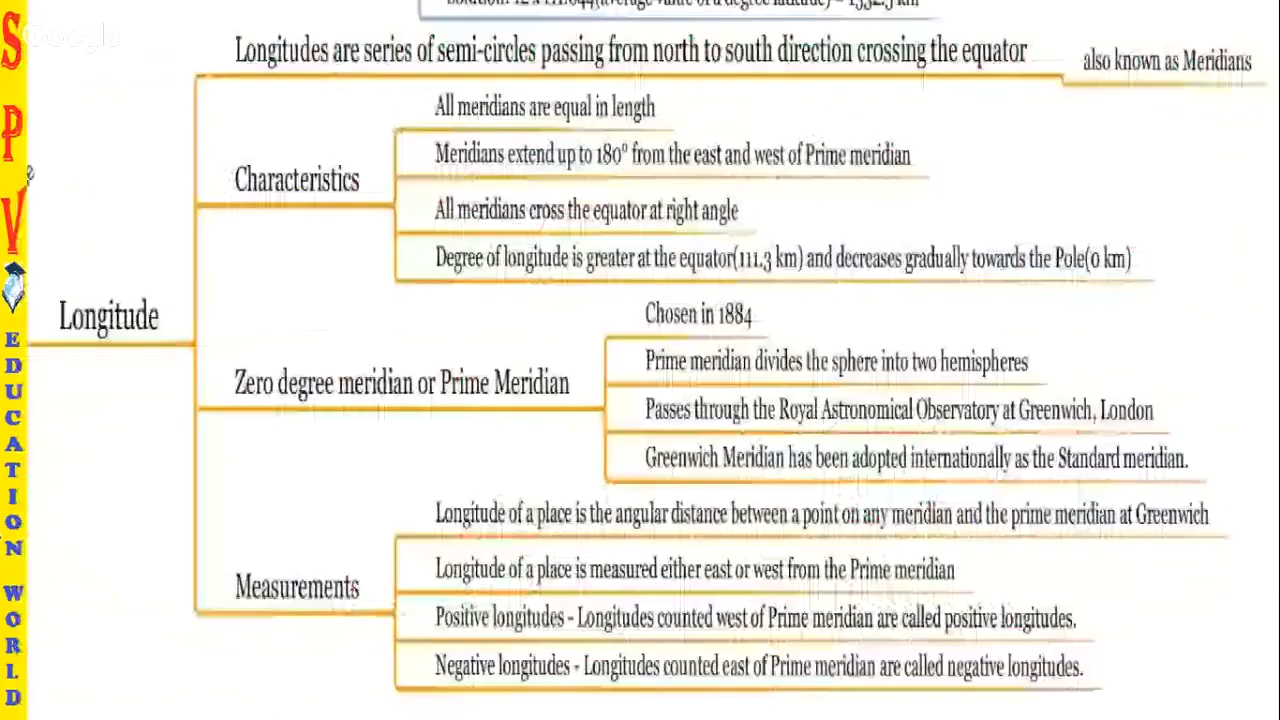 Longitudes are series of semi-circles passing from north to south direction crossing the equator
also known as Meridians
All meridians are equal in length
Meridians extend up to 180° from the east and west of Prime meridian
Characteristics
All meridians cross the equator at right angle
Degree of longitude is greater at the equator(111.3 km) and decreases gradually towards the Pole(0 km)
Longitude
Chosen in 1884
Prime meridian divides the sphere into two hemispheres
Zero degree meridian or Prime Meridian
Passes through the Royal Astronomical Observatory at Greenwich, London
Greenwich Meridian has been adopted internationally as the Standard meridian.
Longitude of a place is the angular distance between a point on any meridian and the prime meridian at Greenwich
Longitude of a place is measured either east or west from the Prime meridian
Measurements
Positive longitudes - Longitudes counted west of Prime meridian are called positive longitudes.
Negative longitudes - Longitudes counted east of Prime meridian are called negative longitudes.
SPV
EDUCATION WORLD
Google